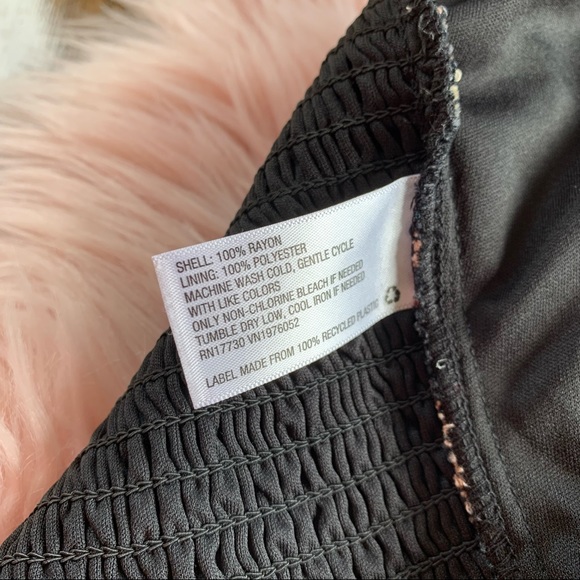 SHELL: 100% RAYON
LINING: 100% POLYESTER
MACHINE WASH COLD, GENTLE CYCLE
WITH LIKE COLORS
ONLY NON-CHLORINE BLEACH IF NEEDED
TUMBLE DRY LOW, COOL IRON IF NEEDED
RN17730 VN1976052
LABEL MADE FROM 100% RECYCLED PLASTIC